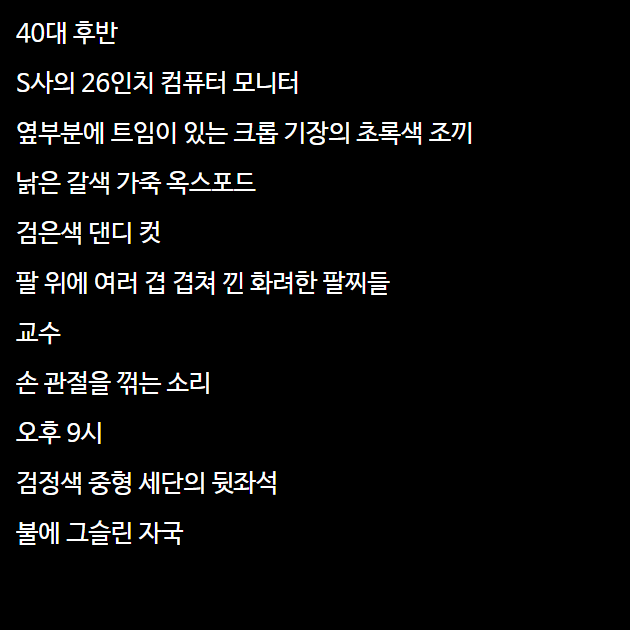 40대 후반
S사의 26인치 컴퓨터 모니터
옆부분에 트임이 있는 크롭 기장의 초록색 조끼
낡은 갈색 가죽 옥스포드
검은색 댄디 컷
팔 위에 여러 겹 겹쳐 낀 화려한 팔찌들
교수
손 관절을 꺾는 소리
오후 9시
검정색 중형 세단의 뒷좌석
불에 그슬린 자국